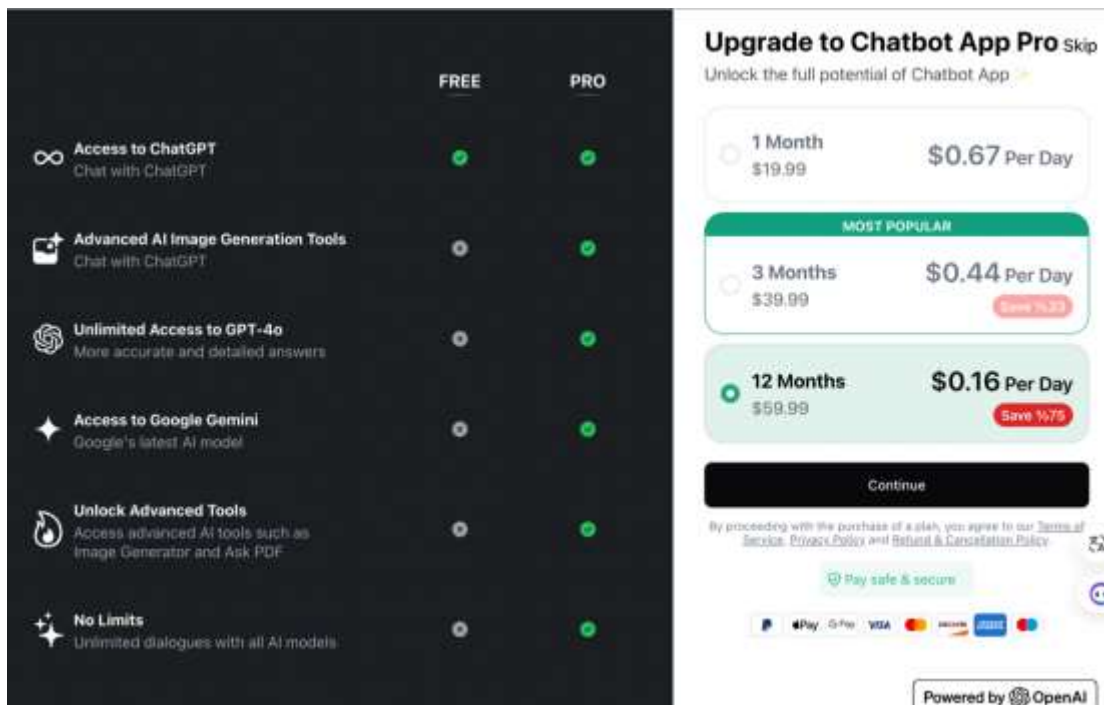 FREE PRO
Access to ChatGPT
Chat with ChatGPT
Advanced AI Image Generation Tools
Chat with ChatGPT
Unlimited Access to GPT-4o
More accurate and detailed answers
Access to Google Gemini
Google's latest AI model
Unlock Advanced Tools
Access advanced AI tools such as
Image Generator and Ask PDF
No Limits
Unlimited dialogues with all AI models
Upgrade to Chatbot App Pro Skip
Unlock the full potential of Chatbot App
1 Month
$19.99
$0.67 Per Day
MOST POPULAR
3 Months
$39.99
$0.44 Per Day
Save %33
12 Months
$59.99
$0.16 Per Day
Save %75
Continue
By proceeding with the purchase of a plan, you agree to our Terms of
Service, Privacy Policy and Refund & Cancellation Policy.
Pay safe & secure
Pay G Pay VISA
Powered by OpenAI